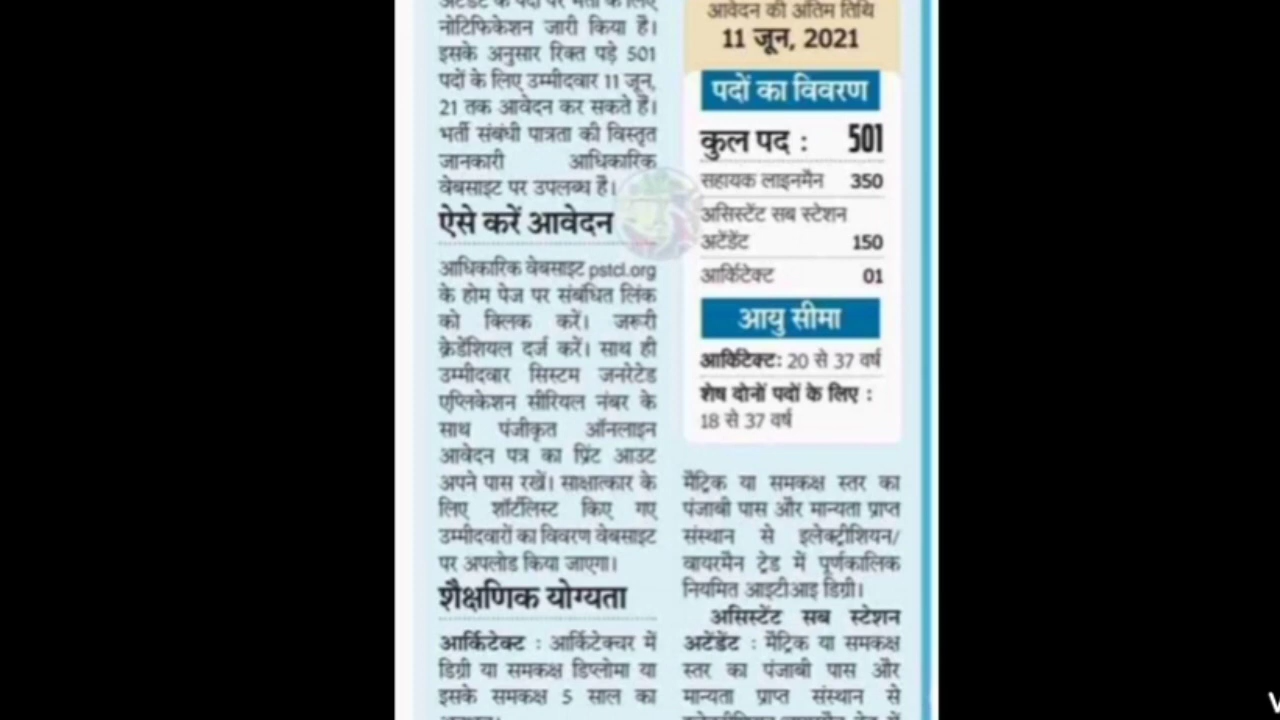 नोटिफिकेशन जारी किया है।
इसके अनुसार रिक्त पड़े 501
पदों के लिए उम्मीदवार 11 जून,
21 तक आवेदन कर सकते हैं।
भर्ती संबंधी पात्रता की विस्तृत
जानकारी आधिकारिक
वेबसाइट पर उपलब्ध है।
ऐसे करें आवेदन
आधिकारिक वेबसाइट pstcl.org
के होम पेज पर संबंधित लिंक
को क्लिक करें। जरूरी
क्रेडेंशियल दर्ज करें। साथ ही
उम्मीदवार सिस्टम जनरेटेड
एप्लिकेशन सीरियल नंबर के
साथ पंजीकृत ऑनलाइन
आवेदन पत्र का प्रिंट आउट
अपने पास रखें। साक्षात्कार के
लिए शॉर्टलिस्ट किए गए
उम्मीदवारों का विवरण वेबसाइट
पर अपलोड किया जाएगा।
शैक्षणिक योग्यता
आर्किटेक्ट : आर्किटेक्चर में
डिग्री या समकक्ष डिप्लोमा या
इसके समकक्ष 5 साल का
आवेदन की अंतिम तिथि
11 जून, 2021
पदों का विवरण
कुल पद : 501
सहायक लाइनमैन 350
असिस्टेंट सब स्टेशन
अटेंडेंट 150
आर्किटेक्ट 01
आयु सीमा
आर्किटेक्ट: 20 से 37 वर्ष
शेष दोनों पदों के लिए :
18 से 37 वर्ष
मैट्रिक या समकक्ष स्तर का
पंजाबी पास और मान्यता प्राप्त
संस्थान से इलेक्ट्रीशियन/
वायरमैन ट्रेड में पूर्णकालिक
नियमित आइटीआइ डिग्री।
असिस्टेंट सब स्टेशन
अटेंडेंट : मैट्रिक या समकक्ष
स्तर का पंजाबी पास और
मान्यता प्राप्त संस्थान से